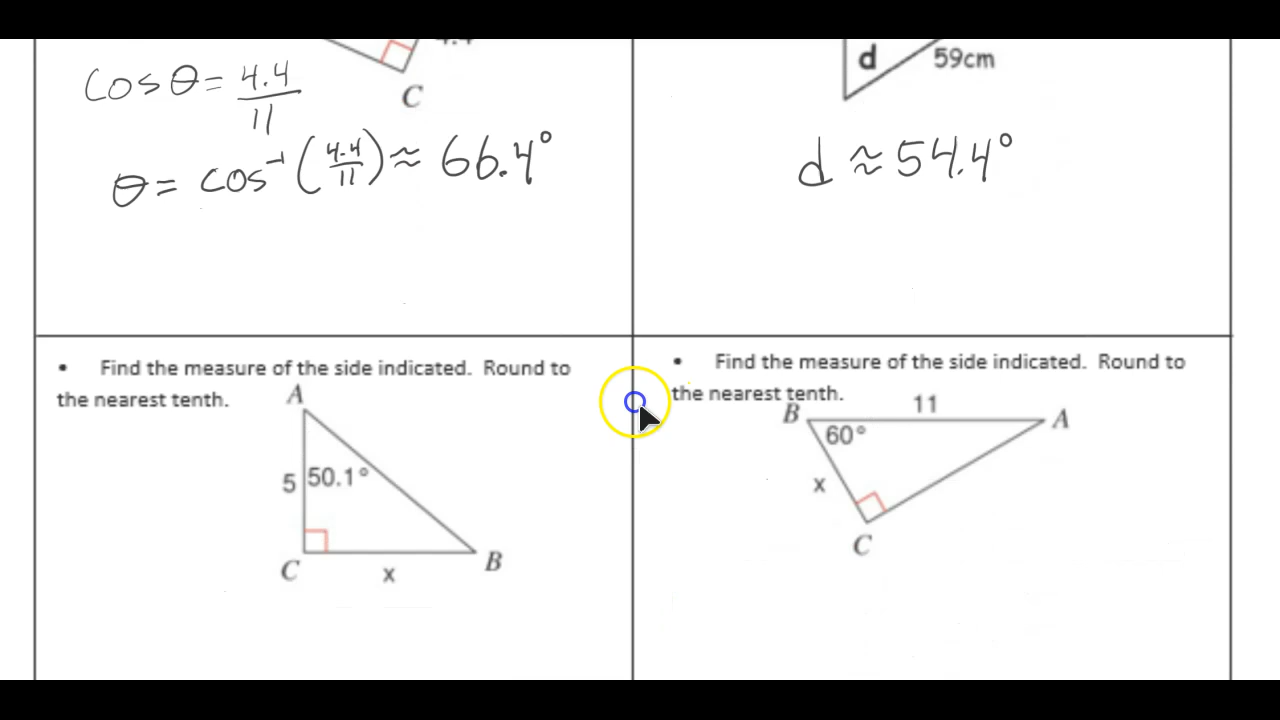 cos θ = 4.4
11
C
θ = cos⁻¹ (4.4/11) ≈ 66.4°
d
59cm
d ≈ 54.4°
• Find the measure of the side indicated. Round to
the nearest tenth.
A
5
50.1°
C
x
B
• Find the measure of the side indicated. Round to
the nearest tenth.
B
11
A
60°
x
C